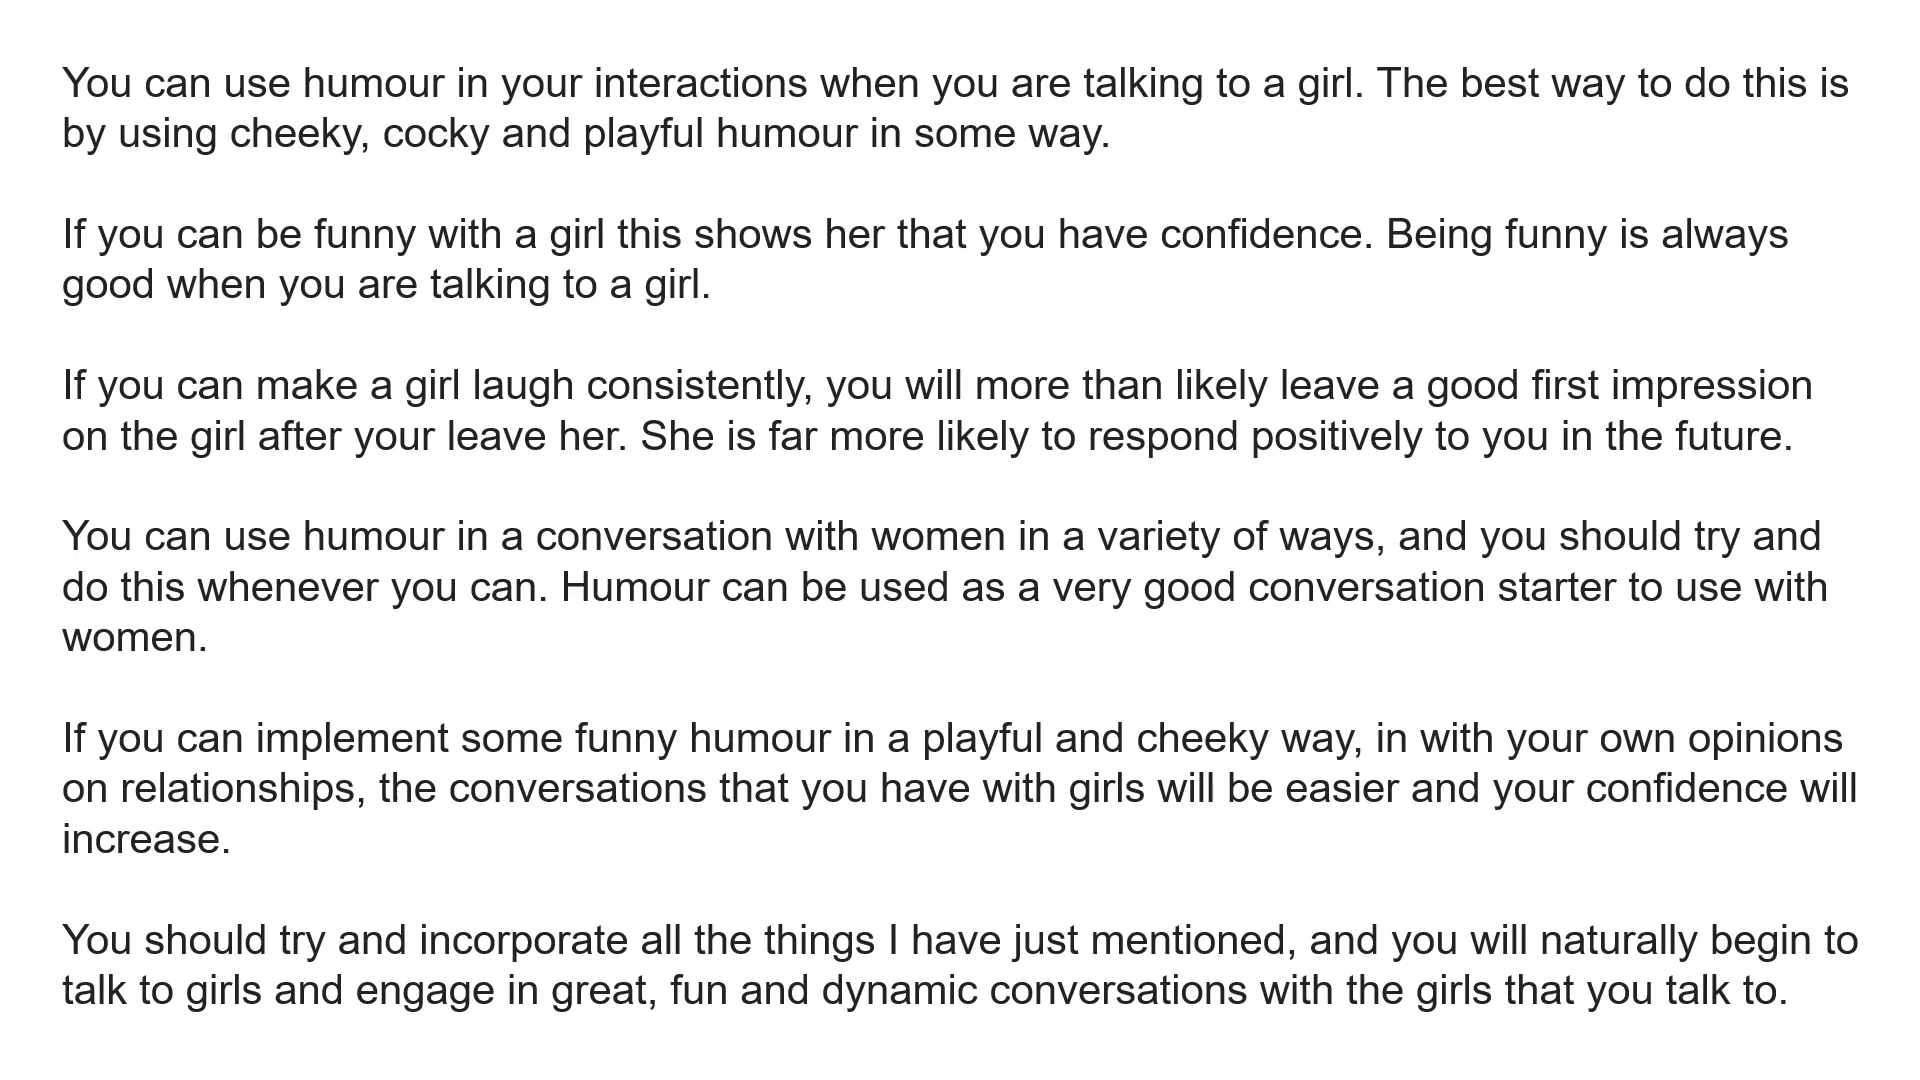 You can use humour in your interactions when you are talking to a girl. The best way to do this is
by using cheeky, cocky and playful humour in some way.
If you can be funny with a girl this shows her that you have confidence. Being funny is always
good when you are talking to a girl.
If you can make a girl laugh consistently, you will more than likely leave a good first impression
on the girl after your leave her. She is far more likely to respond positively to you in the future.
You can use humour in a conversation with women in a variety of ways, and you should try and
do this whenever you can. Humour can be used as a very good conversation starter to use with
women.
If you can implement some funny humour in a playful and cheeky way, in with your own opinions
on relationships, the conversations that you have with girls will be easier and your confidence will
increase.
You should try and incorporate all the things I have just mentioned, and you will naturally begin to
talk to girls and engage in great, fun and dynamic conversations with the girls that you talk to.